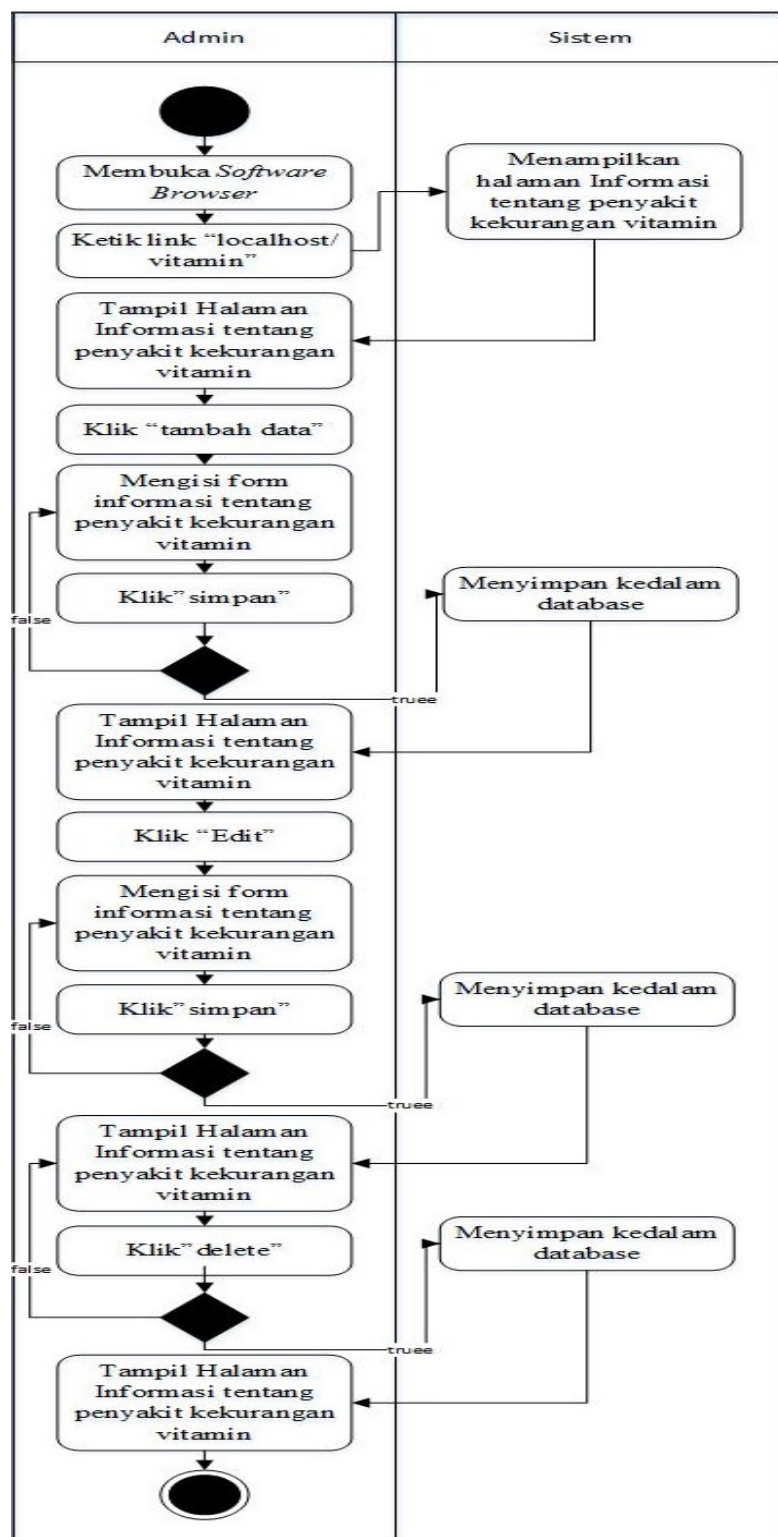 Admin
Sistem
Membuka Software
Browser
Ketik link “localhost/
vitamin”
Menampilkan
halaman Informasi
tentang penyakit
kekurangan vitamin
Tampil Halaman
Informasi tentang
penyakit kekurangan
vitamin
Klik “tambah data”
Mengisi form
informasi tentang
penyakit kekurangan
vitamin
Klik”simpan”
false
truee
Menyimpan kedalam
database
Tampil Halaman
Informasi tentang
penyakit kekurangan
vitamin
Klik “Edit”
Mengisi form
informasi tentang
penyakit kekurangan
vitamin
Klik”simpan”
false
truee
Menyimpan kedalam
database
Tampil Halaman
Informasi tentang
penyakit kekurangan
vitamin
Klik”delete”
false
truee
Menyimpan kedalam
database
Tampil Halaman
Informasi tentang
penyakit kekurangan
vitamin